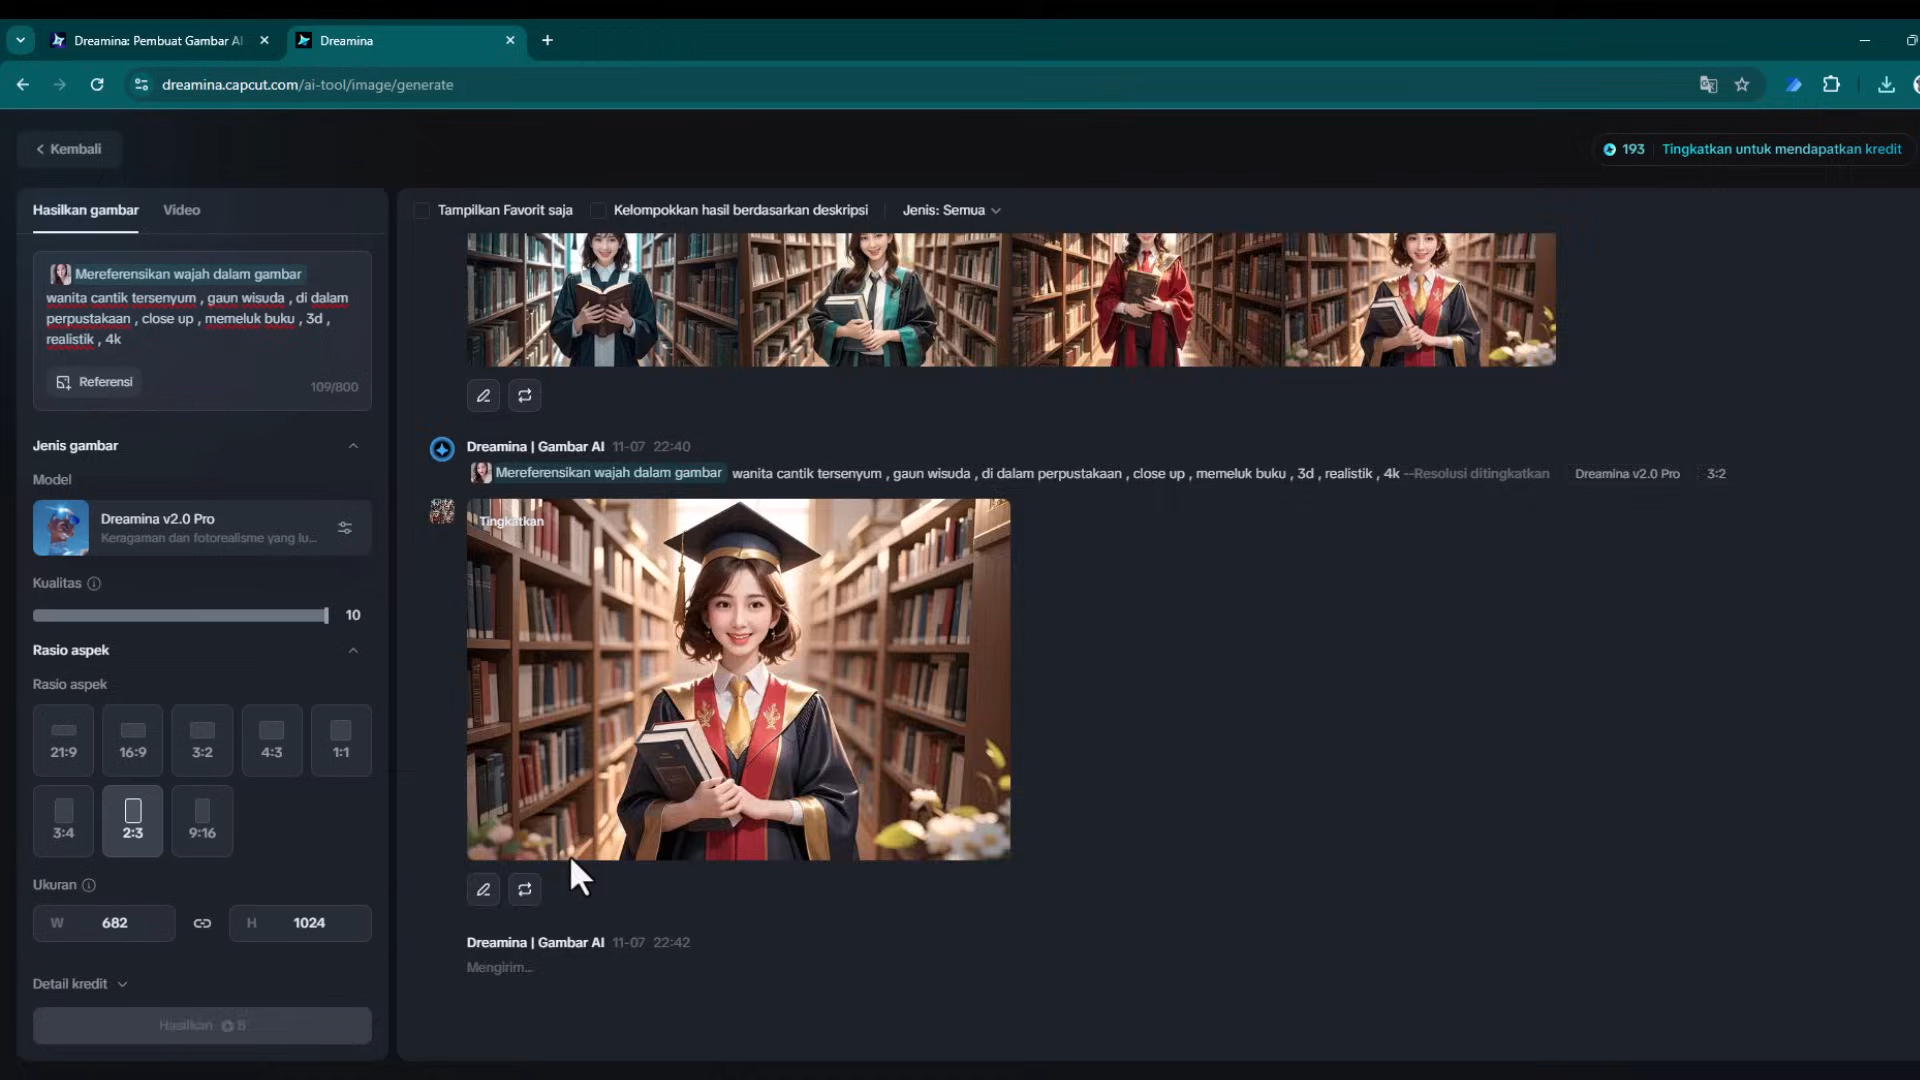 Dreamina: Pembuat Gambar AI
Dreamina
dreamina.capcut.com/ai-tool/image/generate
Kembali
193
Tingkatkan untuk mendapatkan kredit
Hasilkan gambar
Video
Mereferensikan wajah dalam gambar
wanita cantik tersenyum , gaun wisuda , di dalam
perpustakaan , close up , memeluk buku , 3d ,
realistik , 4k
Referensi
109/800
Jenis gambar
Model
Dreamina v2.0 Pro
Keragaman dan fotorealisme yang lu...
Kualitas
10
Rasio aspek
Rasio aspek
21:9
16:9
3:2
4:3
1:1
3:4
2:3
9:16
Ukuran
W 682
H 1024
Detail kredit
Hasilkan
Tampilkan Favorit saja
Kelompokkan hasil berdasarkan deskripsi
Jenis: Semua
Dreamina | Gambar AI 11-07 22:40
Mereferensikan wajah dalam gambar wanita cantik tersenyum , gaun wisuda , di dalam perpustakaan , close up , memeluk buku , 3d , realistik , 4k --Resolusi ditingkatkan Dreamina v2.0 Pro 3:2
Tingkatkan
Dreamina | Gambar AI 11-07 22:42
Mengirim...